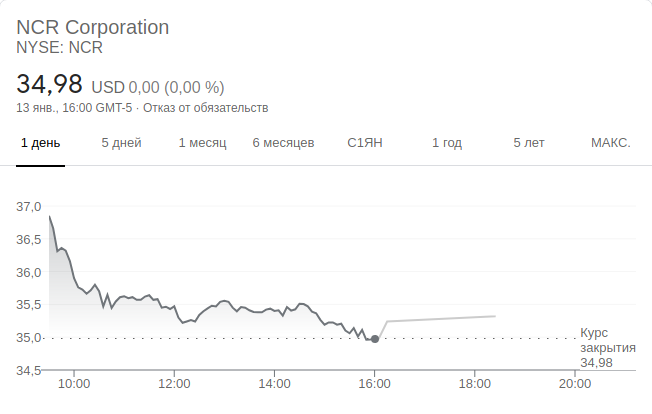 NCR Corporation
NYSE: NCR
34,98 USD 0,00 (0,00 %)
13 янв., 16:00 GMT-5 · Отказ от обязательств
1 день 5 дней 1 месяц 6 месяцев С1ЯН 1 год 5 лет МАКС.
37,0
36,5
36,0
35,5
35,0
34,5
Курс
закрытия
34,98
10:00 12:00 14:00 16:00 18:00 20:00